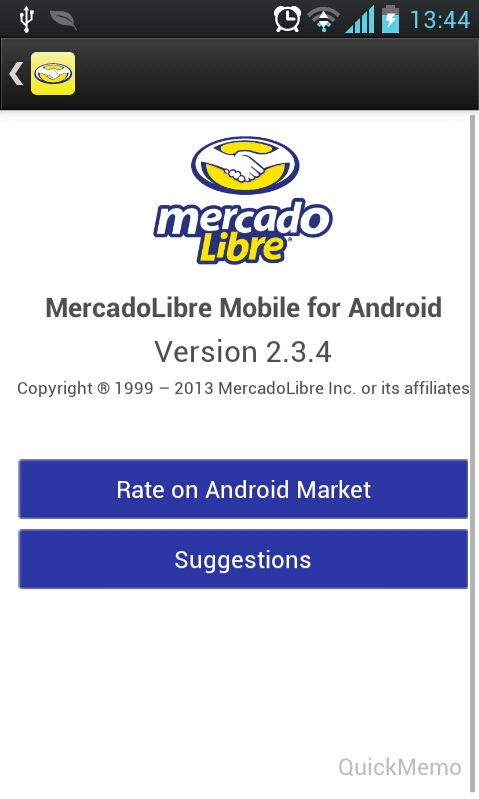 13:44
mercado
Libre
MercadoLibre Mobile for Android
Version 2.3.4
Copyright ® 1999 – 2013 MercadoLibre Inc. or its affiliates
Rate on Android Market
Suggestions
QuickMemo